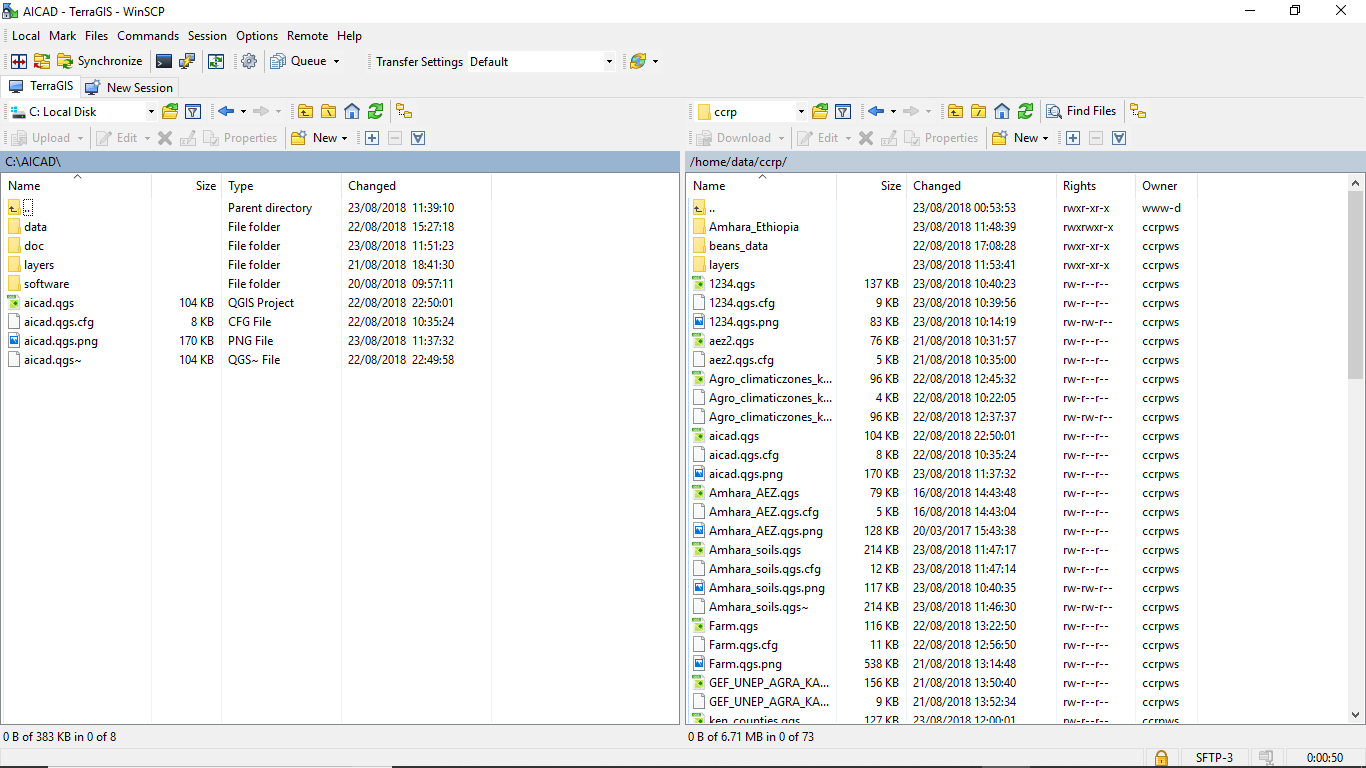 AICAD - TerraGIS - WinSCP
Local Mark Files Commands Session Options Remote Help
Synchronize Queue Transfer Settings Default
TerraGIS New Session
C: Local Disk
Upload Edit Properties New
C:\AICAD\
Name Size Type Changed
.. Parent directory 23/08/2018 11:39:10
data File folder 22/08/2018 15:27:18
doc File folder 23/08/2018 11:51:23
layers File folder 21/08/2018 18:41:30
software File folder 20/08/2018 09:57:11
aicad.qgs 104 KB QGIS Project 22/08/2018 22:50:01
aicad.qgs.cfg 8 KB CFG File 22/08/2018 10:35:24
aicad.qgs.png 170 KB PNG File 23/08/2018 11:37:32
aicad.qgs~ 104 KB QGS~ File 22/08/2018 22:49:58
0 B of 383 KB in 0 of 8
ccrp Find Files
Download Edit Properties New
/home/data/ccrp/
Name Size Changed Rights Owner
.. 23/08/2018 00:53:53 rwxr-xr-x www-d
Amhara_Ethiopia 23/08/2018 11:48:39 rwxrwxr-x ccrpws
beans_data 22/08/2018 17:08:28 rwxr-xr-x ccrpws
layers 23/08/2018 11:53:41 rwxr-xr-x ccrpws
1234.qgs 137 KB 23/08/2018 10:40:23 rw-r--r-- ccrpws
1234.qgs.cfg 9 KB 23/08/2018 10:39:56 rw-r--r-- ccrpws
1234.qgs.png 83 KB 23/08/2018 10:14:19 rw-rw-r-- ccrpws
aez2.qgs 76 KB 21/08/2018 10:31:57 rw-r--r-- ccrpws
aez2.qgs.cfg 5 KB 21/08/2018 10:35:00 rw-r--r-- ccrpws
Agro_climaticzones_k... 96 KB 22/08/2018 12:45:32 rw-r--r-- ccrpws
Agro_climaticzones_k... 4 KB 22/08/2018 10:22:05 rw-r--r-- ccrpws
Agro_climaticzones_k... 96 KB 22/08/2018 12:37:37 rw-rw-r-- ccrpws
aicad.qgs 104 KB 22/08/2018 22:50:01 rw-r--r-- ccrpws
aicad.qgs.cfg 8 KB 22/08/2018 10:35:24 rw-r--r-- ccrpws
aicad.qgs.png 170 KB 23/08/2018 11:37:32 rw-r--r-- ccrpws
Amhara_AEZ.qgs 79 KB 16/08/2018 14:43:48 rw-r--r-- ccrpws
Amhara_AEZ.qgs.cfg 5 KB 16/08/2018 14:43:04 rw-r--r-- ccrpws
Amhara_AEZ.qgs.png 128 KB 20/03/2017 15:43:38 rw-r--r-- ccrpws
Amhara_soils.qgs 214 KB 23/08/2018 11:47:17 rw-r--r-- ccrpws
Amhara_soils.qgs.cfg 12 KB 23/08/2018 11:47:14 rw-r--r-- ccrpws
Amhara_soils.qgs.png 117 KB 23/08/2018 10:40:35 rw-rw-r-- ccrpws
Amhara_soils.qgs~ 214 KB 23/08/2018 11:46:30 rw-rw-r-- ccrpws
Farm.qgs 116 KB 22/08/2018 13:22:50 rw-r--r-- ccrpws
Farm.qgs.cfg 11 KB 22/08/2018 12:56:50 rw-r--r-- ccrpws
Farm.qgs.png 538 KB 21/08/2018 13:14:48 rw-r--r-- ccrpws
GEF_UNEP_AGRA_KA... 156 KB 21/08/2018 13:50:40 rw-r--r-- ccrpws
GEF_UNEP_AGRA_KA... 9 KB 21/08/2018 13:52:34 rw-r--r-- ccrpws
ken_counties.qgs 127 KB 23/08/2018 12:00:01 rw-r--r-- ccrpws
0 B of 6.71 MB in 0 of 73
SFTP-3 0:00:50